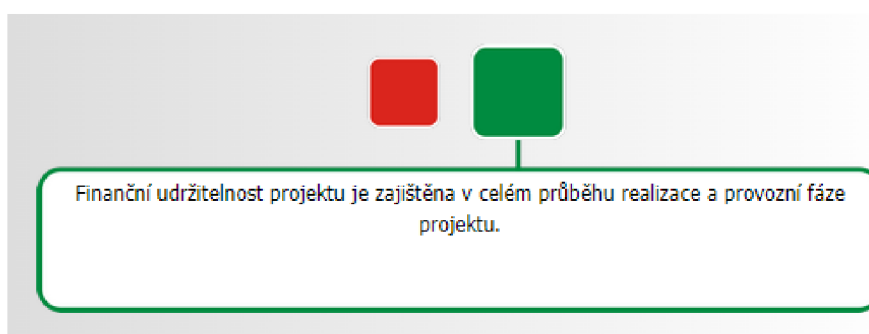 Finanční udržitelnost projektu je zajištěna v celém průběhu realizace a provozní fáze
projektu.